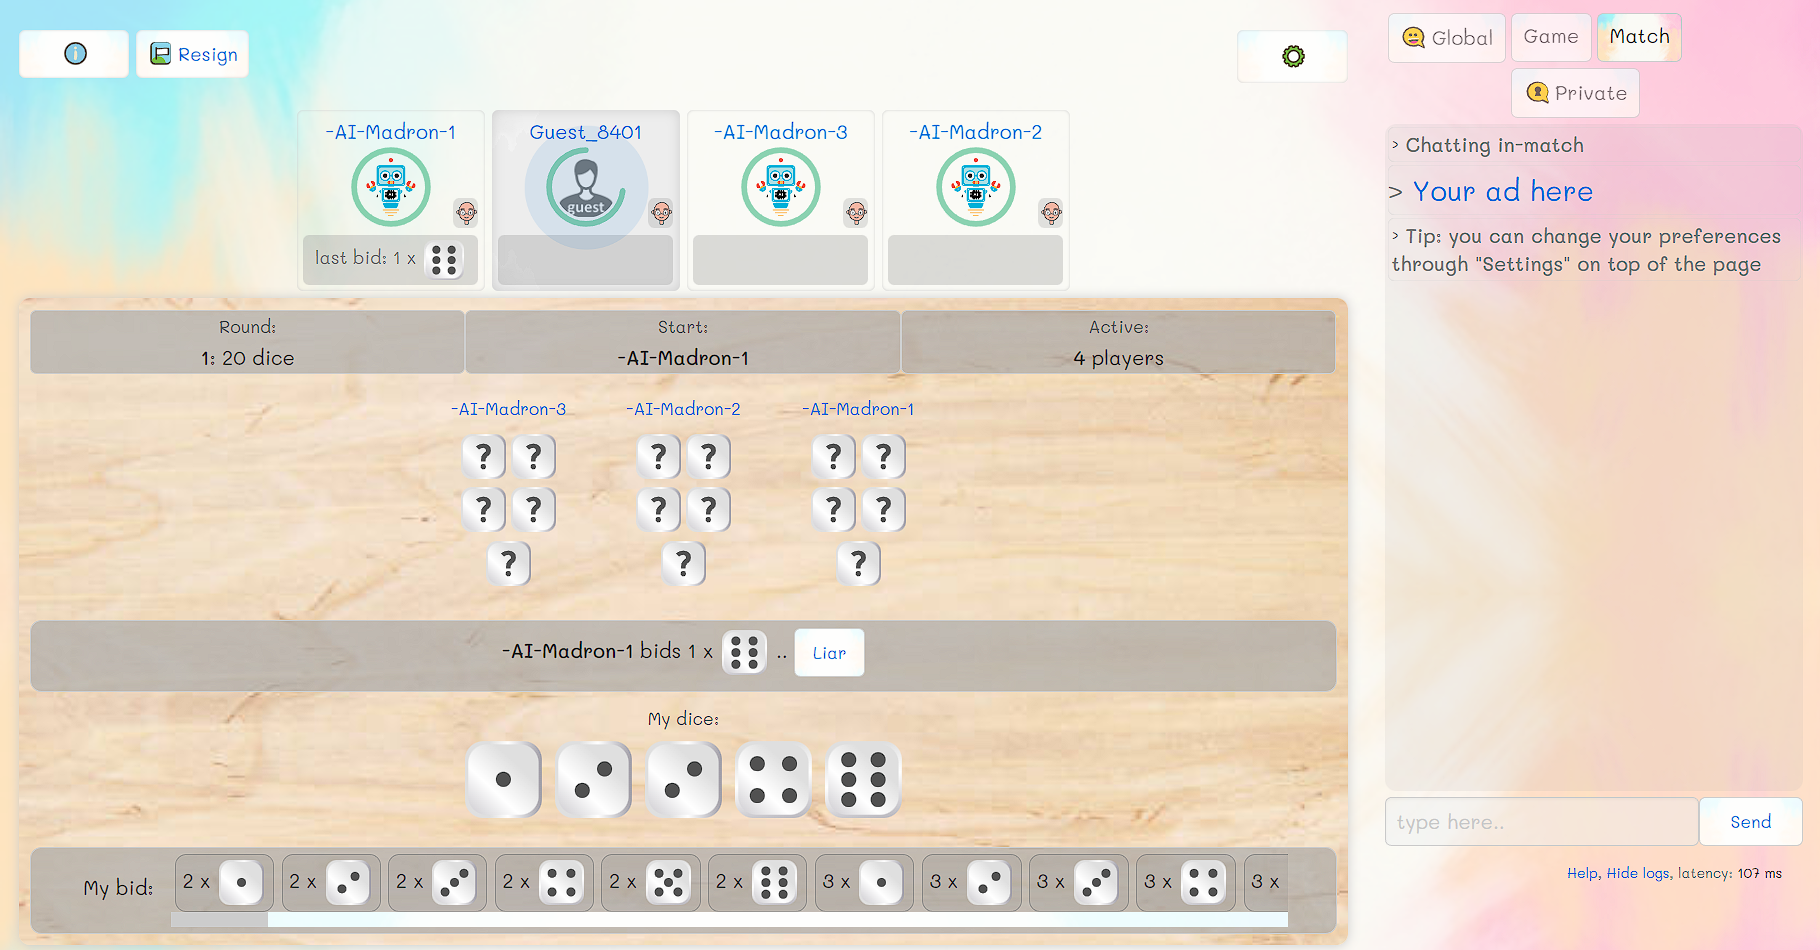 Resign
-AI-Madron-1
Guest_8401
-AI-Madron-3
-AI-Madron-2
guest
last bid: 1 x
Round:
1: 20 dice
Start:
-AI-Madron-1
Active:
4 players
-AI-Madron-3
-AI-Madron-2
-AI-Madron-1
? ? ? ? ? ?
? ? ? ? ? ?
? ? ?
-AI-Madron-1 bids 1 x .. Liar
My dice:
My bid: 2 x 2 x 2 x 2 x 2 x 2 x 3 x 3 x 3 x 3 x 3 x
Global
Game
Match
Private
> Chatting in-match
> Your ad here
> Tip: you can change your preferences
through "Settings" on top of the page
type here..
Send
Help, Hide logs, latency: 107 ms